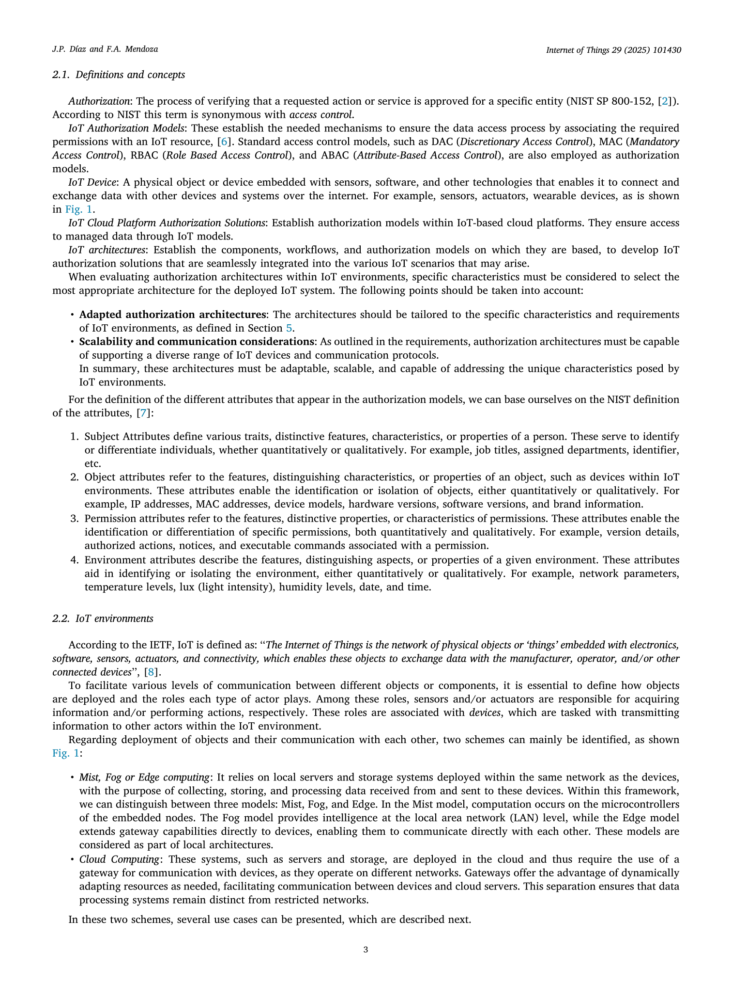 J.P. Díaz and F.A. Mendoza
Internet of Things 29 (2025) 101430
2.1. Definitions and concepts
Authorization: The process of verifying that a requested action or service is approved for a specific entity (NIST SP 800-152, [2]).
According to NIST this term is synonymous with access control.
IoT Authorization Models: These establish the needed mechanisms to ensure the data access process by associating the required
permissions with an IoT resource, [6]. Standard access control models, such as DAC (Discretionary Access Control), MAC (Mandatory
Access Control), RBAC (Role Based Access Control), and ABAC (Attribute-Based Access Control), are also employed as authorization
models.
IoT Device: A physical object or device embedded with sensors, software, and other technologies that enables it to connect and
exchange data with other devices and systems over the internet. For example, sensors, actuators, wearable devices, as is shown
in Fig. 1.
IoT Cloud Platform Authorization Solutions: Establish authorization models within IoT-based cloud platforms. They ensure access
to managed data through IoT models.
IoT architectures: Establish the components, workflows, and authorization models on which they are based, to develop IoT
authorization solutions that are seamlessly integrated into the various IoT scenarios that may arise.
When evaluating authorization architectures within IoT environments, specific characteristics must be considered to select the
most appropriate architecture for the deployed IoT system. The following points should be taken into account:
• Adapted authorization architectures: The architectures should be tailored to the specific characteristics and requirements
of IoT environments, as defined in Section 5.
• Scalability and communication considerations: As outlined in the requirements, authorization architectures must be capable
of supporting a diverse range of IoT devices and communication protocols.
In summary, these architectures must be adaptable, scalable, and capable of addressing the unique characteristics posed by
IoT environments.
For the definition of the different attributes that appear in the authorization models, we can base ourselves on the NIST definition
of the attributes, [7]:
1. Subject Attributes define various traits, distinctive features, characteristics, or properties of a person. These serve to identify
or differentiate individuals, whether quantitatively or qualitatively. For example, job titles, assigned departments, identifier,
etc.
2. Object attributes refer to the features, distinguishing characteristics, or properties of an object, such as devices within IoT
environments. These attributes enable the identification or isolation of objects, either quantitatively or qualitatively. For
example, IP addresses, MAC addresses, device models, hardware versions, software versions, and brand information.
3. Permission attributes refer to the features, distinctive properties, or characteristics of permissions. These attributes enable the
identification or differentiation of specific permissions, both quantitatively and qualitatively. For example, version details,
authorized actions, notices, and executable commands associated with a permission.
4. Environment attributes describe the features, distinguishing aspects, or properties of a given environment. These attributes
aid in identifying or isolating the environment, either quantitatively or qualitatively. For example, network parameters,
temperature levels, lux (light intensity), humidity levels, date, and time.
2.2. IoT environments
According to the IETF, IoT is defined as: ‘‘The Internet of Things is the network of physical objects or ‘things’ embedded with electronics,
software, sensors, actuators, and connectivity, which enables these objects to exchange data with the manufacturer, operator, and/or other
connected devices’’, [8].
To facilitate various levels of communication between different objects or components, it is essential to define how objects
are deployed and the roles each type of actor plays. Among these roles, sensors and/or actuators are responsible for acquiring
information and/or performing actions, respectively. These roles are associated with devices, which are tasked with transmitting
information to other actors within the IoT environment.
Regarding deployment of objects and their communication with each other, two schemes can mainly be identified, as shown
Fig. 1:
• Mist, Fog or Edge computing: It relies on local servers and storage systems deployed within the same network as the devices,
with the purpose of collecting, storing, and processing data received from and sent to these devices. Within this framework,
we can distinguish between three models: Mist, Fog, and Edge. In the Mist model, computation occurs on the microcontrollers
of the embedded nodes. The Fog model provides intelligence at the local area network (LAN) level, while the Edge model
extends gateway capabilities directly to devices, enabling them to communicate directly with each other. These models are
considered as part of local architectures.
• Cloud Computing: These systems, such as servers and storage, are deployed in the cloud and thus require the use of a
gateway for communication with devices, as they operate on different networks. Gateways offer the advantage of dynamically
adapting resources as needed, facilitating communication between devices and cloud servers. This separation ensures that data
processing systems remain distinct from restricted networks.
In these two schemes, several use cases can be presented, which are described next.
3